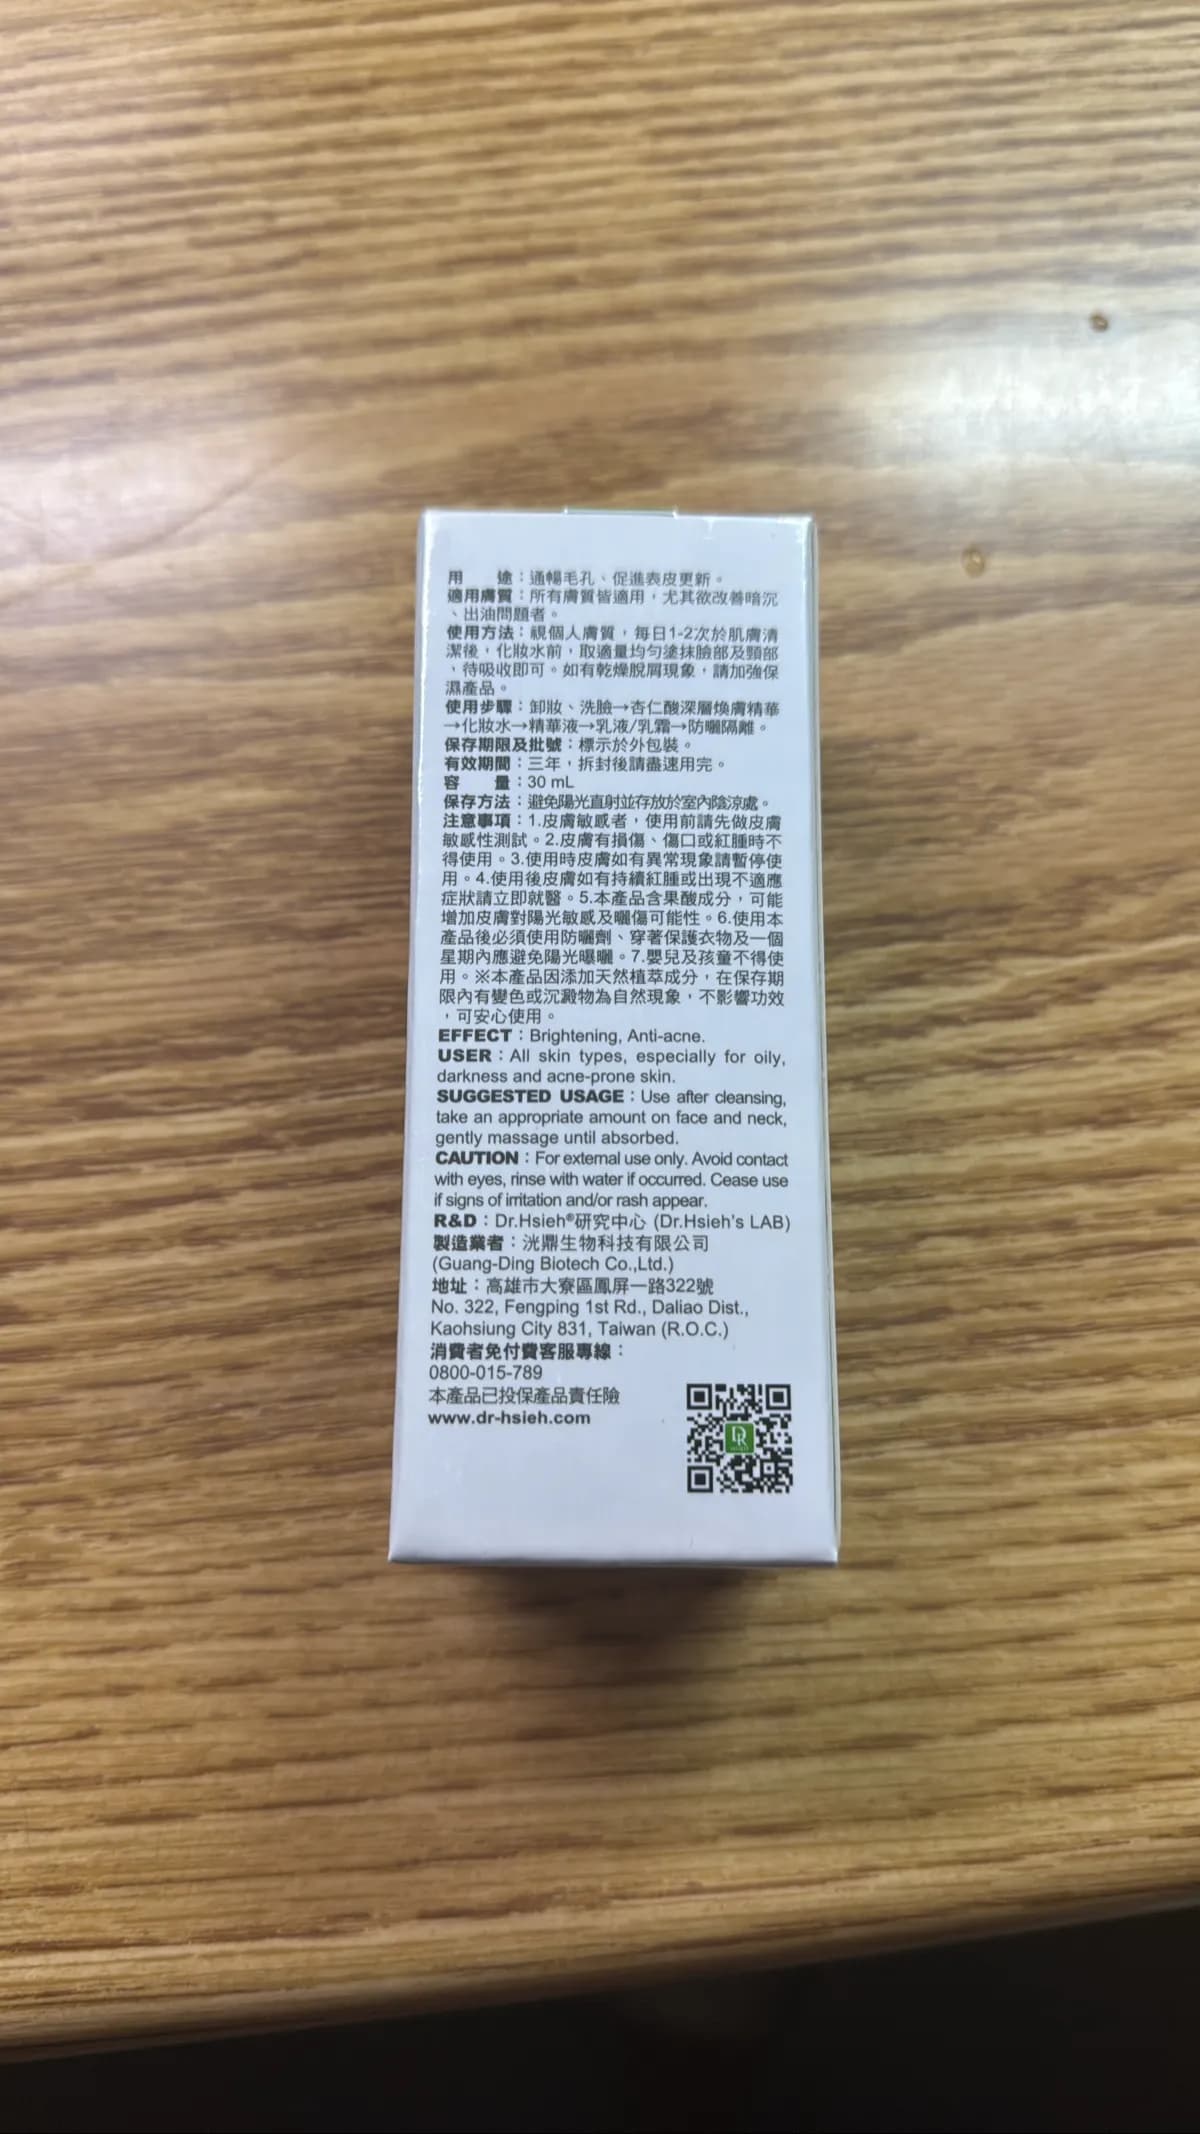 用　　途：通暢毛孔、促進表皮更新。
適用膚質：所有膚質皆適用，尤其欲改善暗沉
、出油問題者。
使用方法：視個人膚質，每日1-2次於肌膚清
潔後，化妝水前，取適量均勻塗抹臉部及頸部
，待吸收即可。如有乾燥脫屑現象，請加強保
濕產品。
使用步驟：卸妝、洗臉→杏仁酸深層煥膚精華
→化妝水→精華液→乳液/乳霜→防曬隔離。
保存期限及批號：標示於外包裝。
有效期間：三年，拆封後請盡速用完。
容　　量：30 mL
保存方法：避免陽光直射並存放於室內陰涼處。
注意事項：1.皮膚敏感者，使用前請先做皮膚
敏感性測試。2.皮膚有損傷、傷口或紅腫時不
得使用。3.使用時皮膚如有異常現象請暫停使
用。4.使用後皮膚如有持續紅腫或出現不適應
症狀請立即就醫。5.本產品含果酸成分，可能
增加皮膚對陽光敏感及曬傷可能性。6.使用本
產品後必須使用防曬劑、穿著保護衣物及一個
星期內應避免陽光曝曬。7.嬰兒及孩童不得使
用。※本產品因添加天然植萃成分，在保存期
限內有變色或沉澱物為自然現象，不影響功效
，可安心使用。
EFFECT：Brightening, Anti-acne.
USER：All skin types, especially for oily,
darkness and acne-prone skin.
SUGGESTED USAGE：Use after cleansing,
take an appropriate amount on face and neck,
gently massage until absorbed.
CAUTION：For external use only. Avoid contact
with eyes, rinse with water if occurred. Cease use
if signs of irritation and/or rash appear.
R&D：Dr.Hsieh®研究中心 (Dr.Hsieh's LAB)
製造業者：洸鼎生物科技有限公司
(Guang-Ding Biotech Co.,Ltd.)
地址：高雄市大寮區鳳屏一路322號
No. 322, Fengping 1st Rd., Daliao Dist.,
Kaohsiung City 831, Taiwan (R.O.C.)
消費者免付費客服專線：
0800-015-789
本產品已投保產品責任險
www.dr-hsieh.com
DR